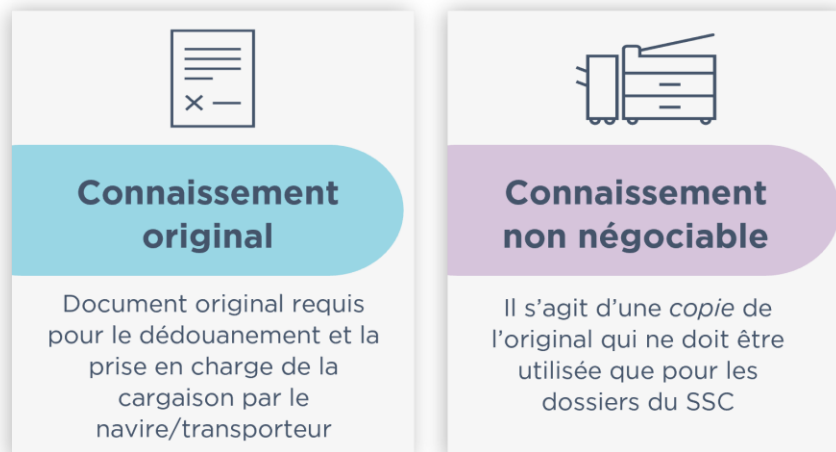 Connaissement
original
Document original requis
pour le dédouanement et la
prise en charge de la
cargaison par le
navire/transporteur
Connaissement
non négociable
Il s’agit d’une copie de
l’original qui ne doit être
utilisée que pour les
dossiers du SSC